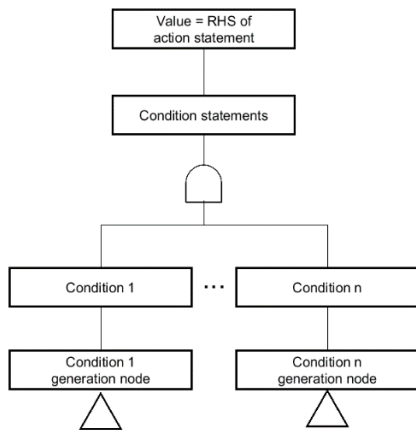 Value = RHS of
action statement
Condition statements
Condition 1
...
Condition n
Condition 1
generation node
Condition n
generation node